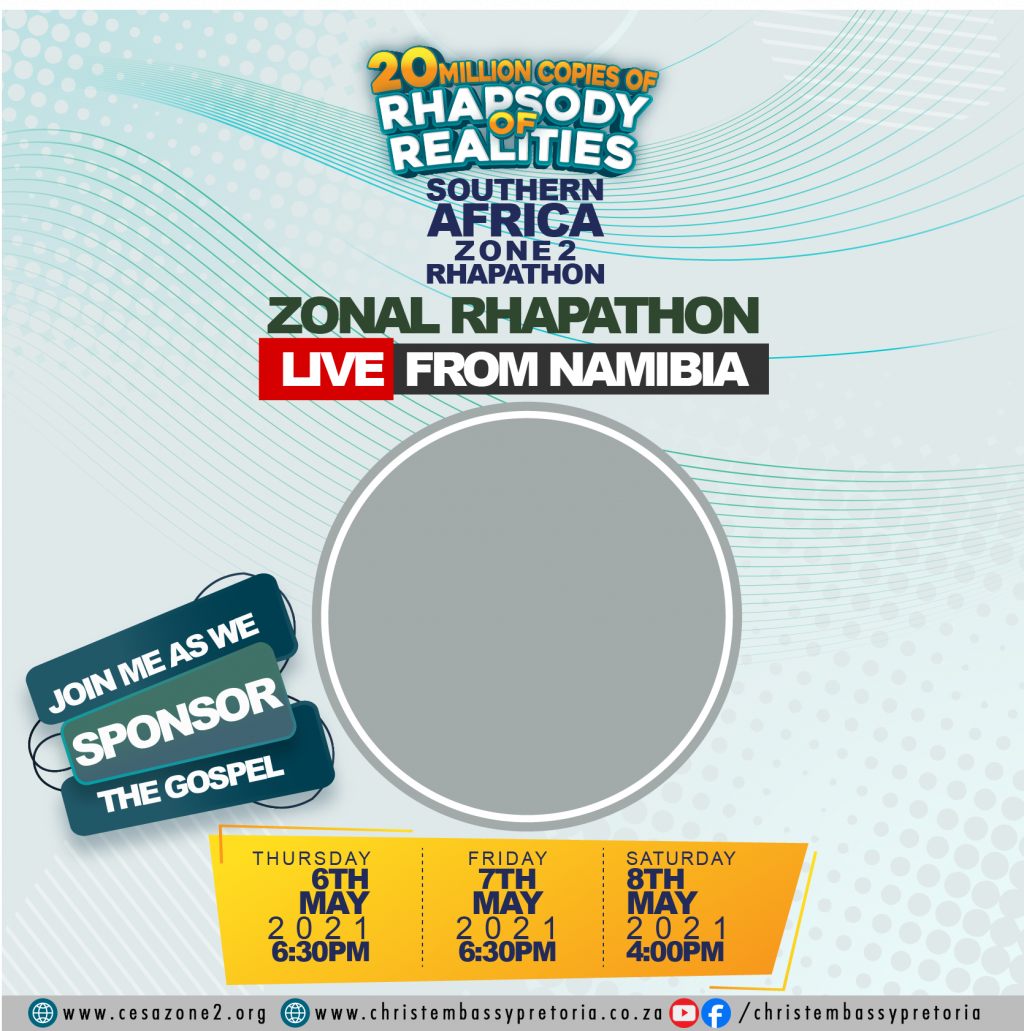 20 MILLION COPIES OF
RHAPSODY
OF
REALITIES
SOUTHERN
AFRICA
ZONE 2
RHAPATHON
ZONAL RHAPATHON
LIVE FROM NAMIBIA
JOIN ME AS WE
SPONSOR
THE GOSPEL
THURSDAY
6TH
MAY
2021
6:30PM
FRIDAY
7TH
MAY
2021
6:30PM
SATURDAY
8TH
MAY
2021
4:00PM
www.cesazone2.org www.christembassypretoria.co.za /christembassypretoria